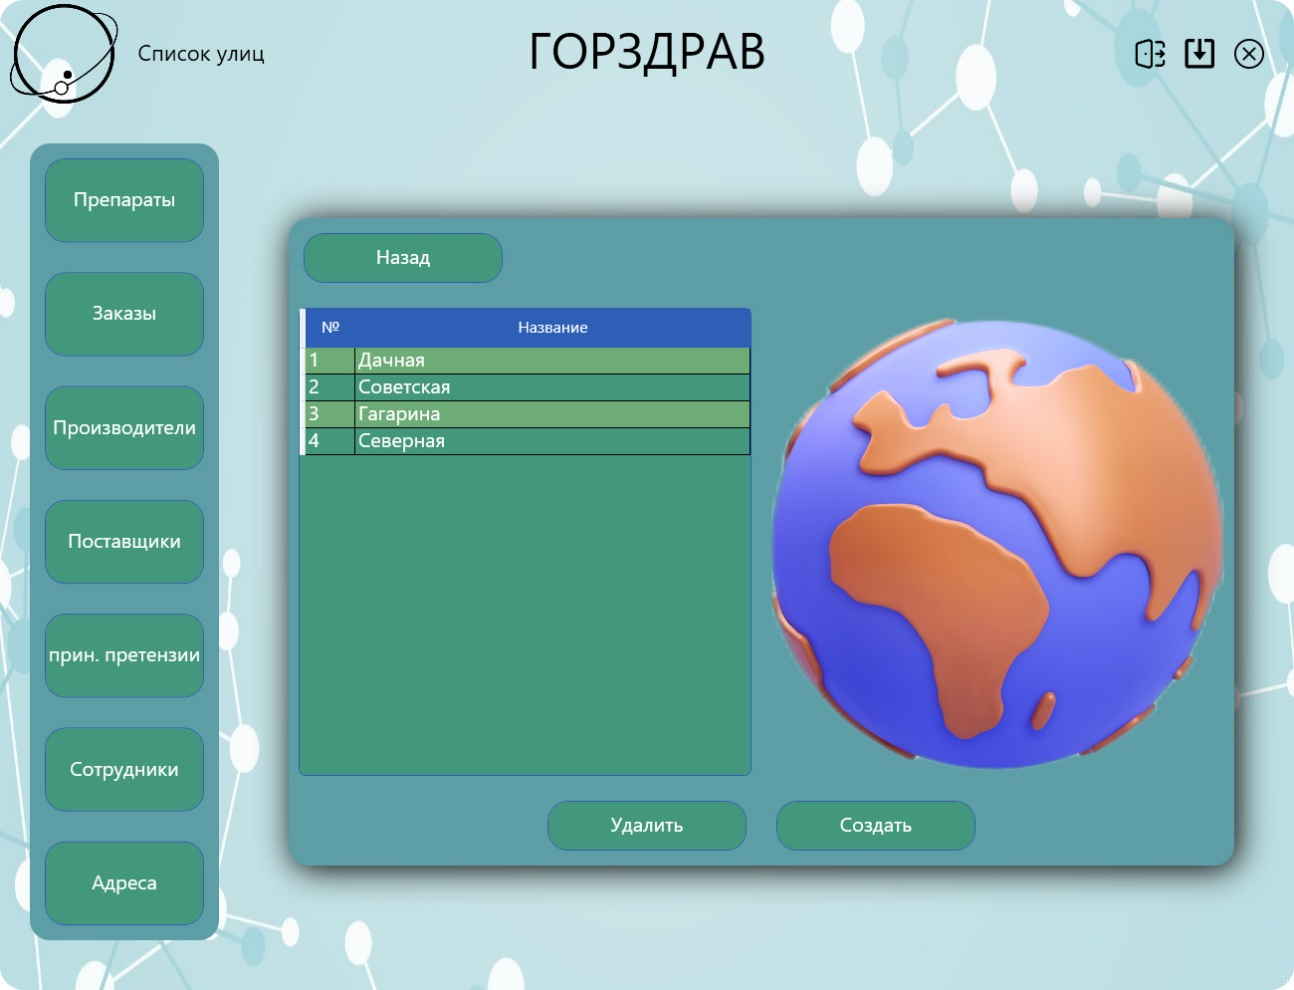 Список улиц
ГОРЗДРАВ
Препараты
Заказы
Производители
Поставщики
прин. претензии
Сотрудники
Адреса
Назад
№ Название
1 Дачная
2 Советская
3 Гагарина
4 Северная
Удалить
Создать